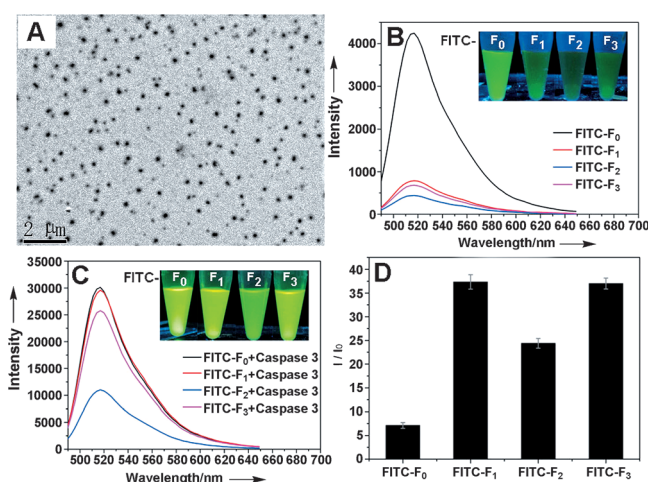 A
2 μm
B
FITC- F0 F1 F2 F3
Intensity
4000
3000
2000
1000
0
FITC-F0
FITC-F1
FITC-F2
FITC-F3
500 520 540 560 580 600 620 640 660 680 700
Wavelength/nm
C
FITC- F0 F1 F2 F3
Intensity
35000
30000
25000
20000
15000
10000
5000
0
FITC-F0+Caspase 3
FITC-F1+Caspase 3
FITC-F2+Caspase 3
FITC-F3+Caspase 3
500 520 540 560 580 600 620 640 660 680 700
Wavelength/nm
D
I / I0
40
35
30
25
20
15
10
5
0
FITC-F0 FITC-F1 FITC-F2 FITC-F3